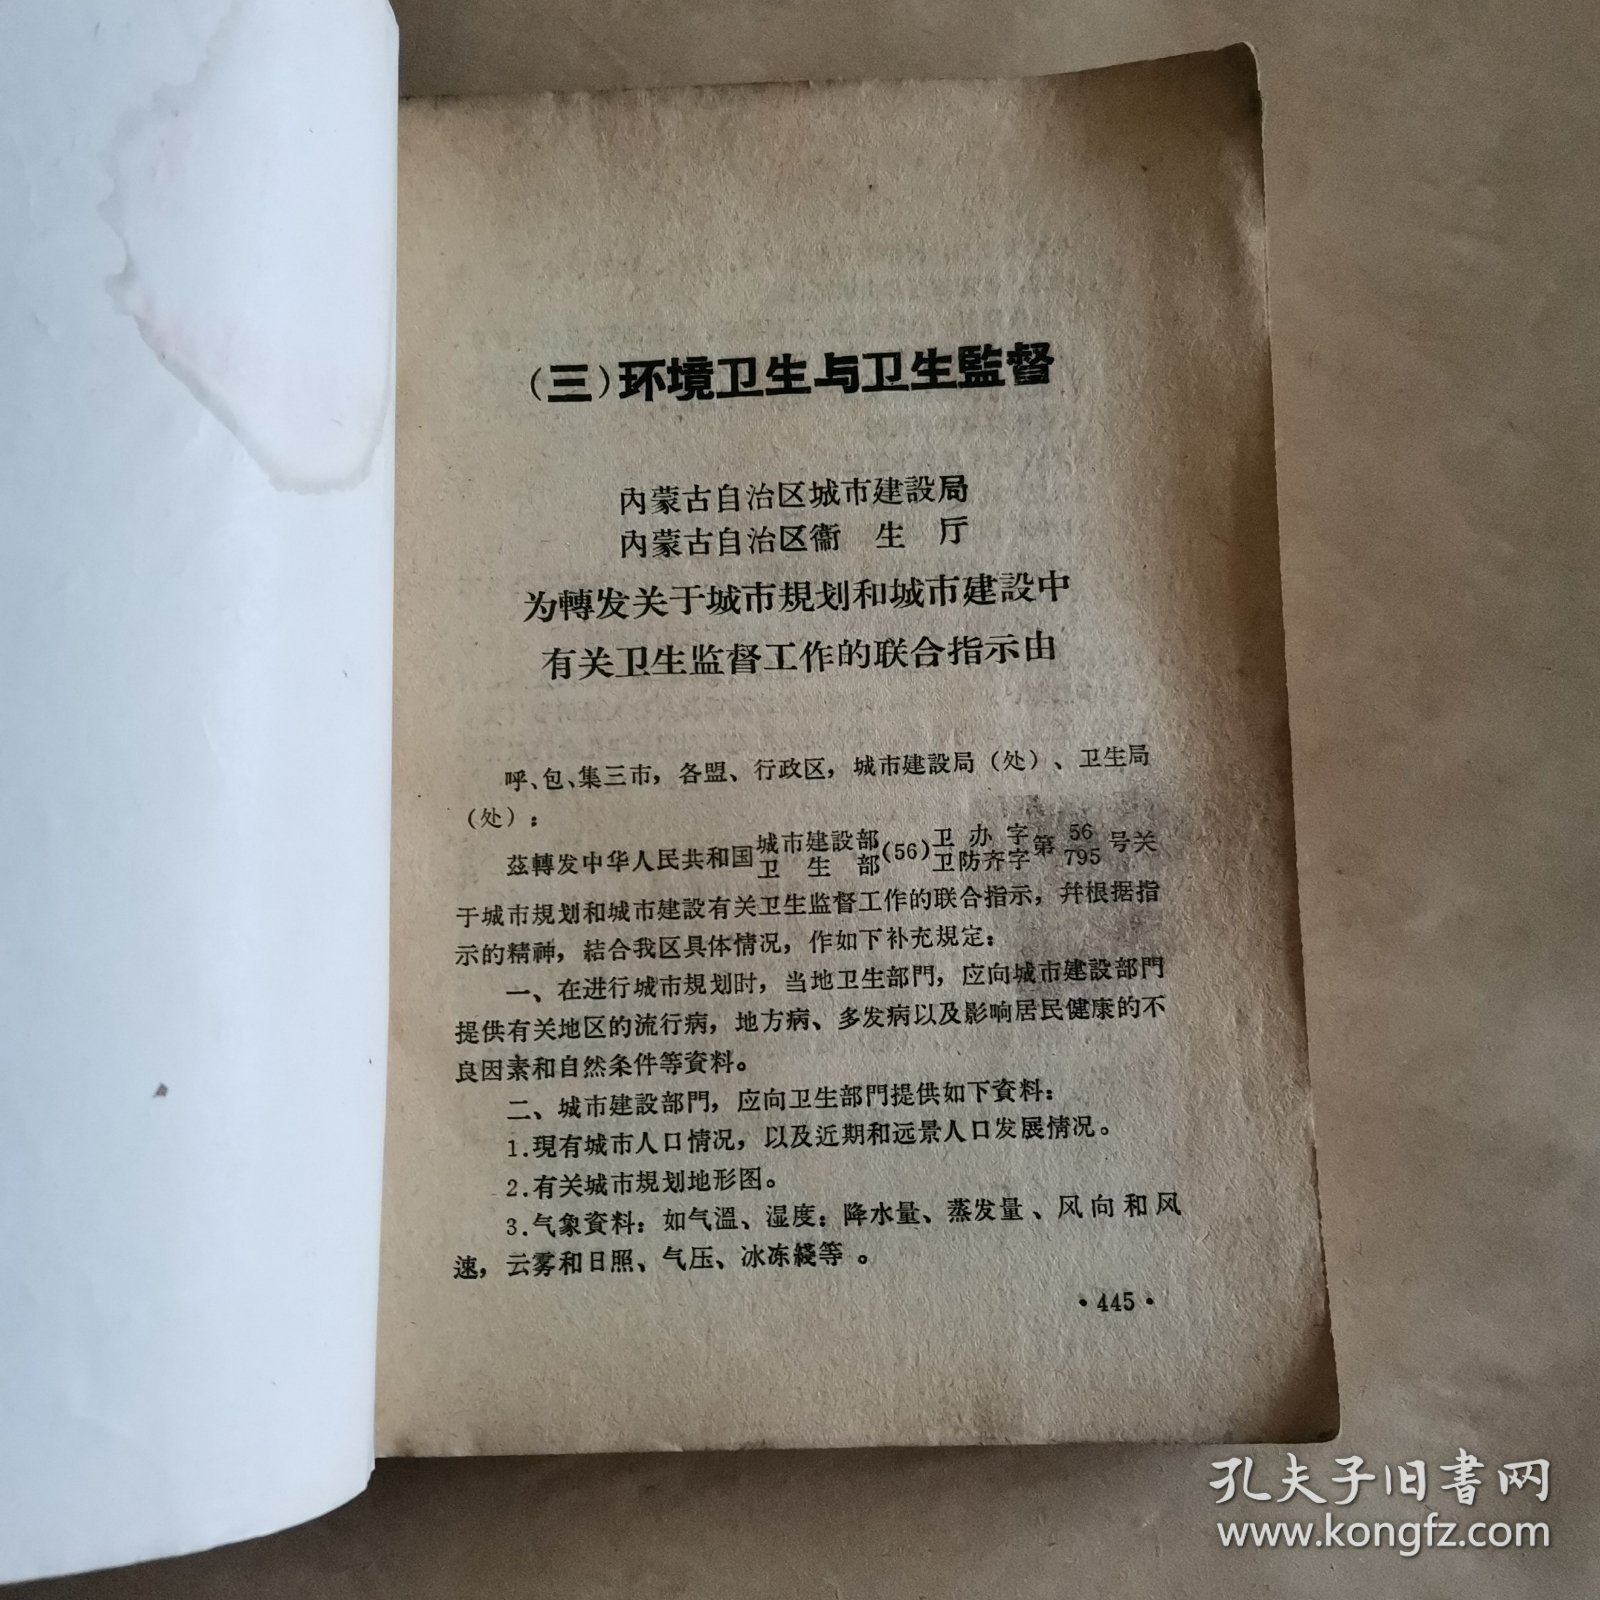 （三）环境卫生与卫生監督
內蒙古自治区城市建設局
內蒙古自治区衞生厅
为轉发关于城市規划和城市建設中
有关卫生监督工作的联合指示由
呼、包、集三市，各盟、行政区，城市建設局（处）、卫生局
（处）：
茲轉发中华人民共和国城市建設部卫生部(56)卫办字卫防齐字第56795号关
于城市規划和城市建設有关卫生监督工作的联合指示，幷根据指
示的精神，結合我区具体情况，作如下补充規定：
一、在进行城市規划时，当地卫生部門，应向城市建設部門
提供有关地区的流行病，地方病、多发病以及影响居民健康的不
良因素和自然条件等資料。
二、城市建設部門，应向卫生部門提供如下資料：
1.現有城市人口情况，以及近期和远景人口发展情况。
2.有关城市規划地形图。
3.气象資料：如气溫、湿度；降水量、蒸发量、风向和风
速，云雾和日照、气压、冰冻綫等。
·445·
孔夫子旧書网
www.kongfz.com